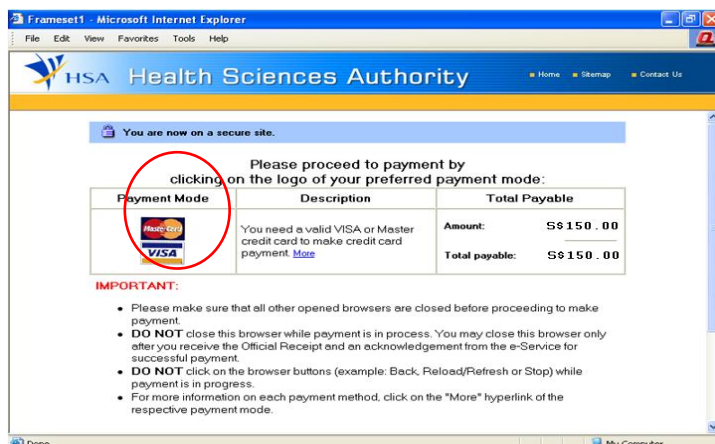 Frameset1 - Microsoft Internet Explorer
File Edit View Favorites Tools Help
HSA Health Sciences Authority
Home Sitemap Contact Us
You are now on a secure site.
Please proceed to payment by
clicking on the logo of your preferred payment mode:
Payment Mode Description Total Payable
MasterCard
VISA
You need a valid VISA or Master
credit card to make credit card
payment. More
Amount: S$150.00
Total payable: S$150.00
IMPORTANT:
• Please make sure that all other opened browsers are closed before proceeding to make
payment.
• DO NOT close this browser while payment is in process. You may close this browser only
after you receive the Official Receipt and an acknowledgement from the e-Service for
successful payment.
• DO NOT click on the browser buttons (example: Back, Reload/Refresh or Stop) while
payment is in progress.
• For more information on each payment method, click on the "More" hyperlink of the
respective payment mode.
Done My Computer